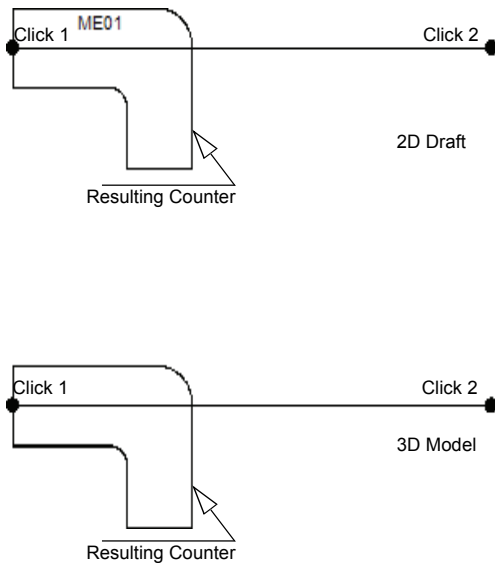 ME01
Click 1
Click 2
2D Draft
Resulting Counter
Click 1
Click 2
3D Model
Resulting Counter